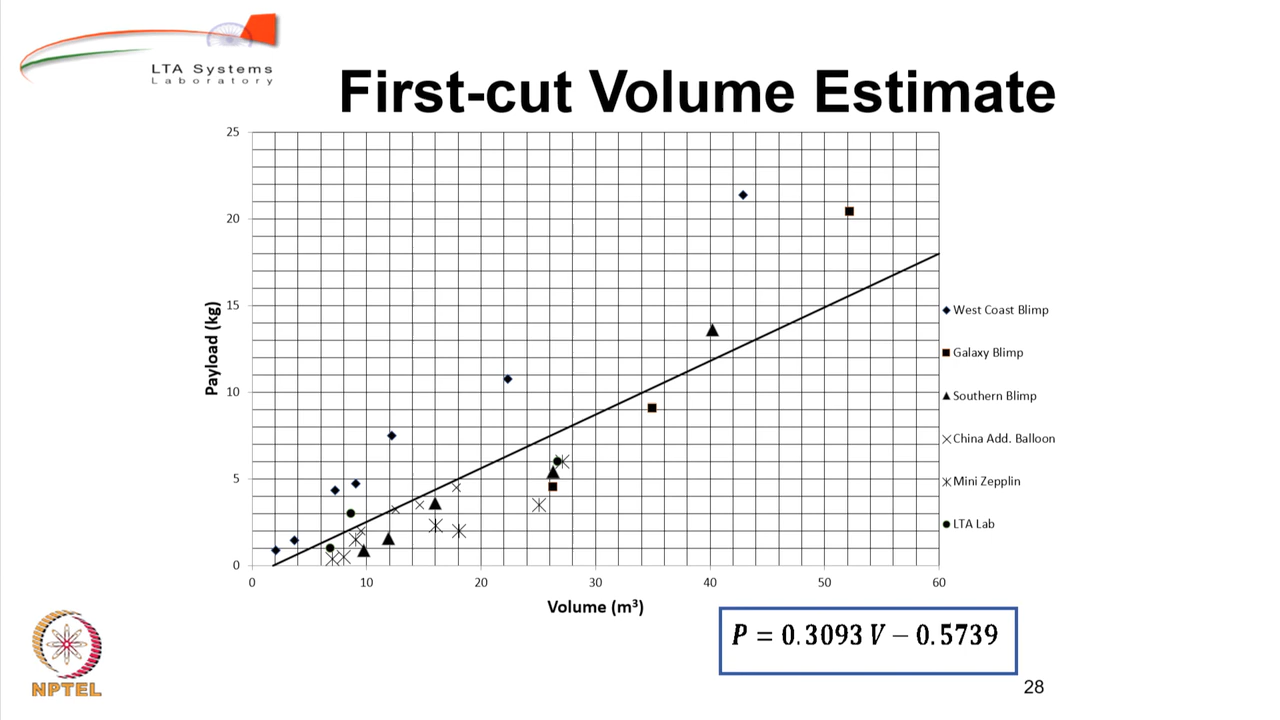 LTA Systems
Laboratory
First-cut Volume Estimate
25
20
15
10
5
0
Payload (kg)
0 10 20 30 40 50 60
Volume (m³)
West Coast Blimp
Galaxy Blimp
Southern Blimp
China Add. Balloon
Mini Zepplin
LTA Lab
P = 0.3093 V − 0.5739
NPTEL
28